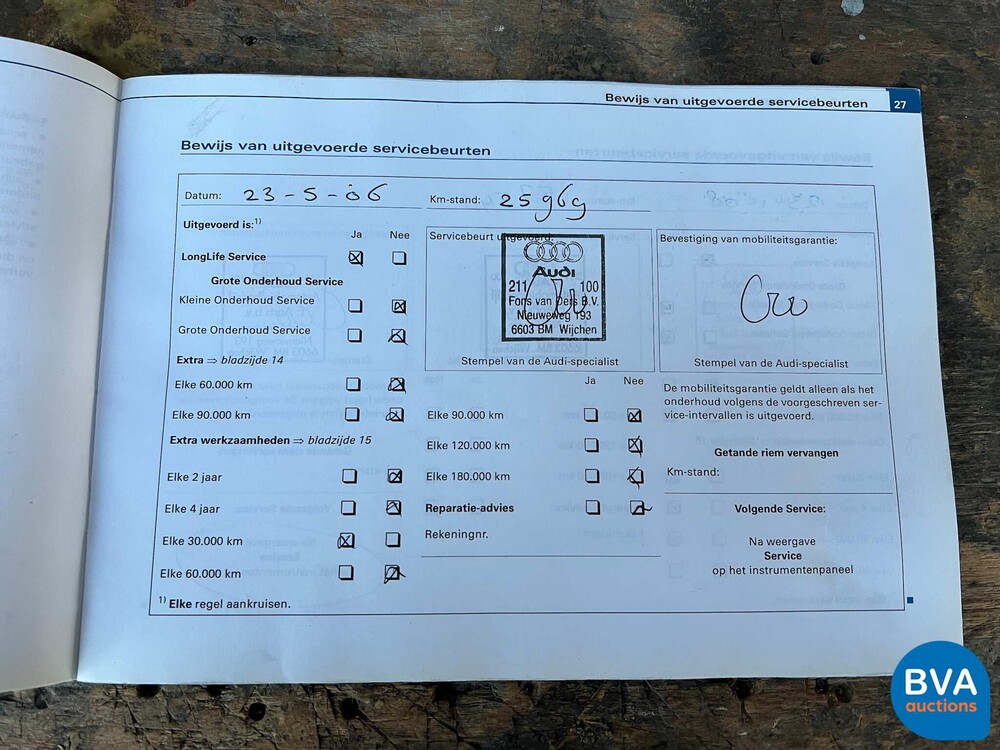 Bewijs van uitgevoerde servicebeurten 27
Bewijs van uitgevoerde servicebeurten
Datum: 23-5-06
Km-stand: 25969
Uitgevoerd is:1)
Ja Nee
LongLife Service
Grote Onderhoud Service
Kleine Onderhoud Service
Grote Onderhoud Service
Extra ⇒ bladzijde 14
Elke 60.000 km
Elke 90.000 km
Extra werkzaamheden ⇒ bladzijde 15
Elke 2 jaar
Elke 4 jaar
Elke 30.000 km
Elke 60.000 km
1) Elke regel aankruisen.
Servicebeurt uitgevoerd:
Audi
211 100
Fons van Ders B.V.
Nieuweweg 193
6603 BM Wijchen
Stempel van de Audi-specialist
Ja Nee
Elke 90.000 km
Elke 120.000 km
Elke 180.000 km
Reparatie-advies
Rekeningnr.
Bevestiging van mobiliteitsgarantie:
Stempel van de Audi-specialist
De mobiliteitsgarantie geldt alleen als het
onderhoud volgens de voorgeschreven ser-
vice-intervallen is uitgevoerd.
Getande riem vervangen
Km-stand:
Volgende Service:
Na weergave
Service
op het instrumentenpaneel
BVA
auctions